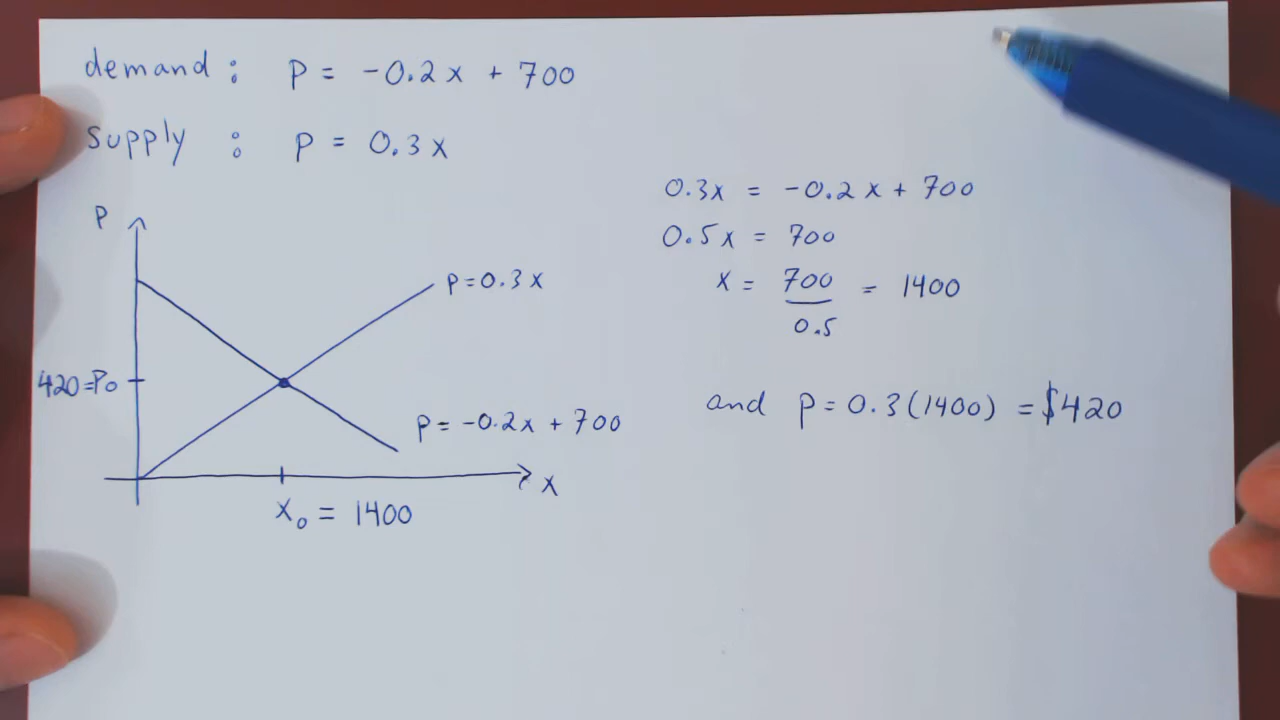 demand : p = -0.2x + 700
supply : p = 0.3x
0.3x = -0.2x + 700
0.5x = 700
x = 700/0.5 = 1400
and p = 0.3(1400) = $420
P
p=0.3x
420=P₀
p = -0.2x + 700
x
x₀ = 1400